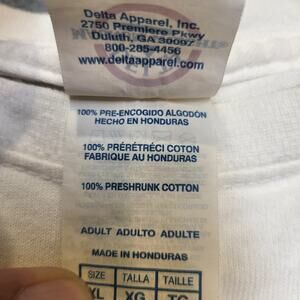 Delta Apparel, Inc.
2750 Premiere Pkwy
Duluth, GA 30097
800-285-4456
www.deltaapparel.com
100% PRE-ENCOGIDO ALGODÓN
HECHO EN HONDURAS
100% PRÉRÉTRÉCI COTON
FABRIQUE AU HONDURAS
100% PRESHRUNK COTTON
ADULT ADULTO ADULTE
MADE IN HONDURAS
SIZE TALLA TAILLE
XL XG TG